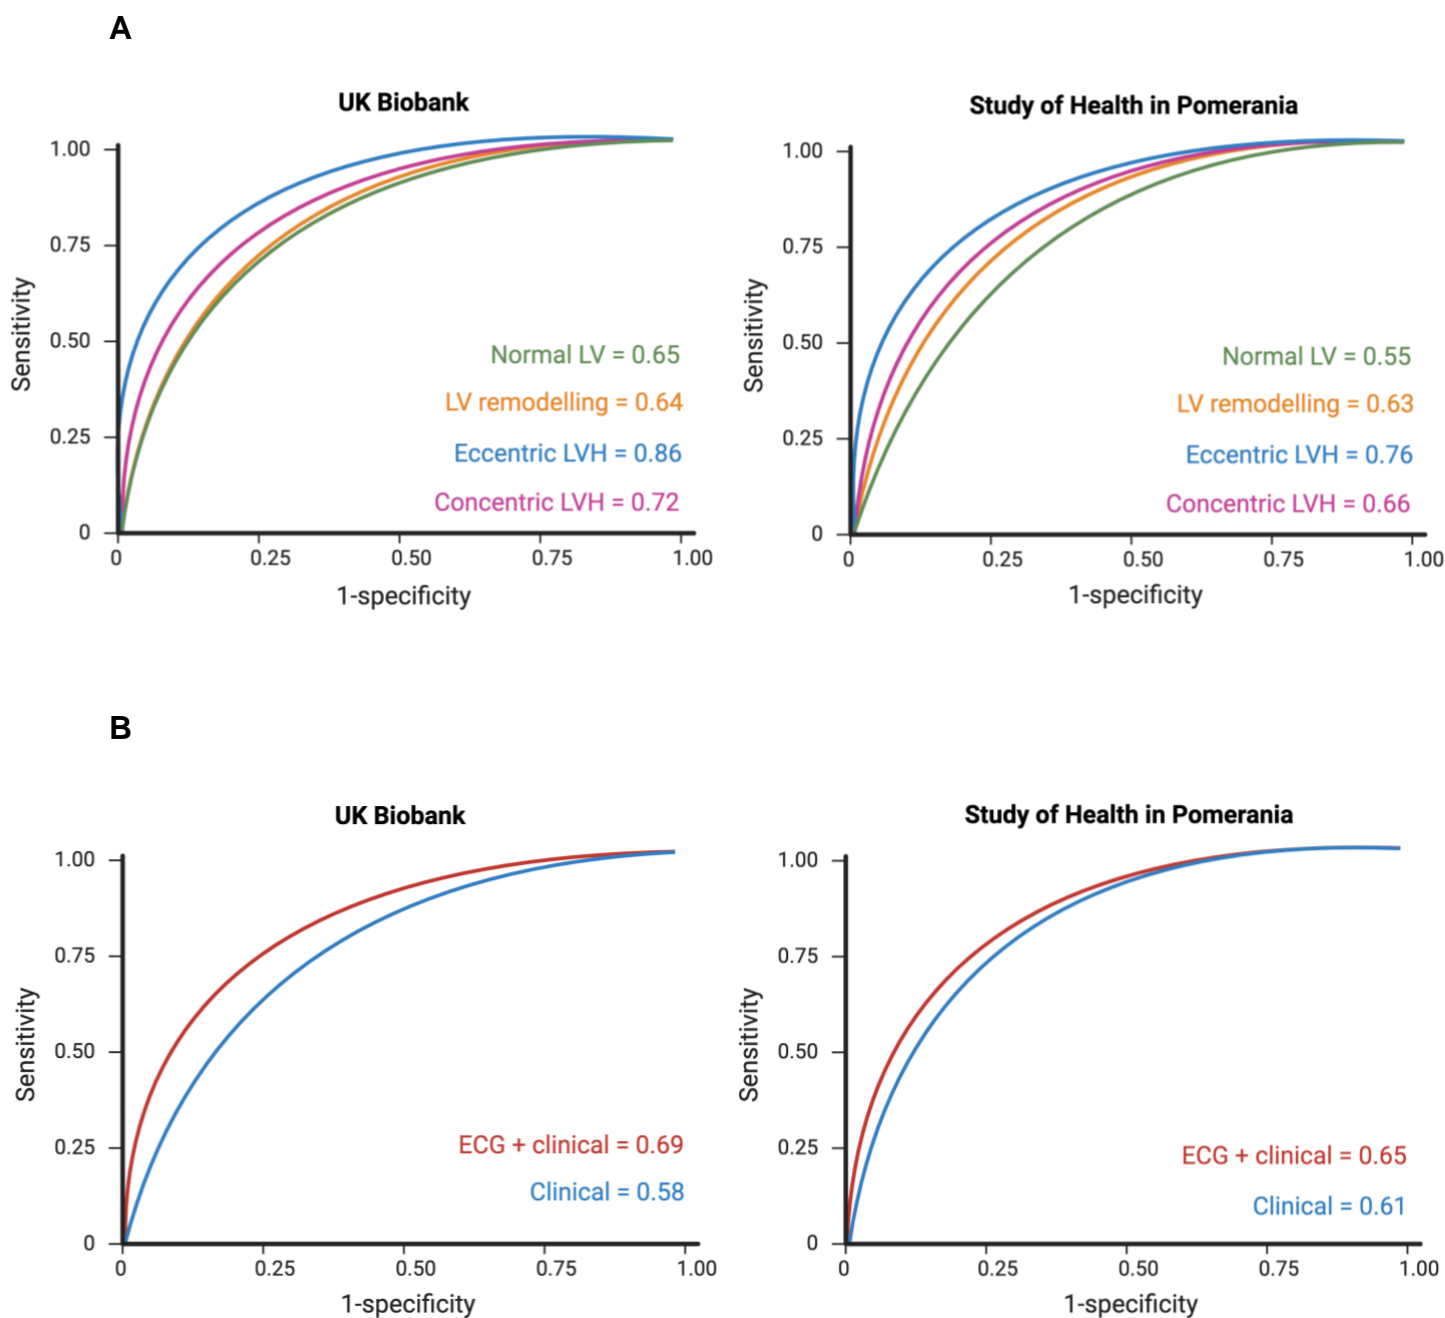 A
UK Biobank
1.00
0.75
0.50
0.25
0
Sensitivity
Normal LV = 0.65
LV remodelling = 0.64
Eccentric LVH = 0.86
Concentric LVH = 0.72
0 0.25 0.50 0.75 1.00
1-specificity
Study of Health in Pomerania
1.00
0.75
0.50
0.25
0
Sensitivity
Normal LV = 0.55
LV remodelling = 0.63
Eccentric LVH = 0.76
Concentric LVH = 0.66
0 0.25 0.50 0.75 1.00
1-specificity
B
UK Biobank
1.00
0.75
0.50
0.25
0
Sensitivity
ECG + clinical = 0.69
Clinical = 0.58
0 0.25 0.50 0.75 1.00
1-specificity
Study of Health in Pomerania
1.00
0.75
0.50
0.25
0
Sensitivity
ECG + clinical = 0.65
Clinical = 0.61
0 0.25 0.50 0.75 1.00
1-specificity